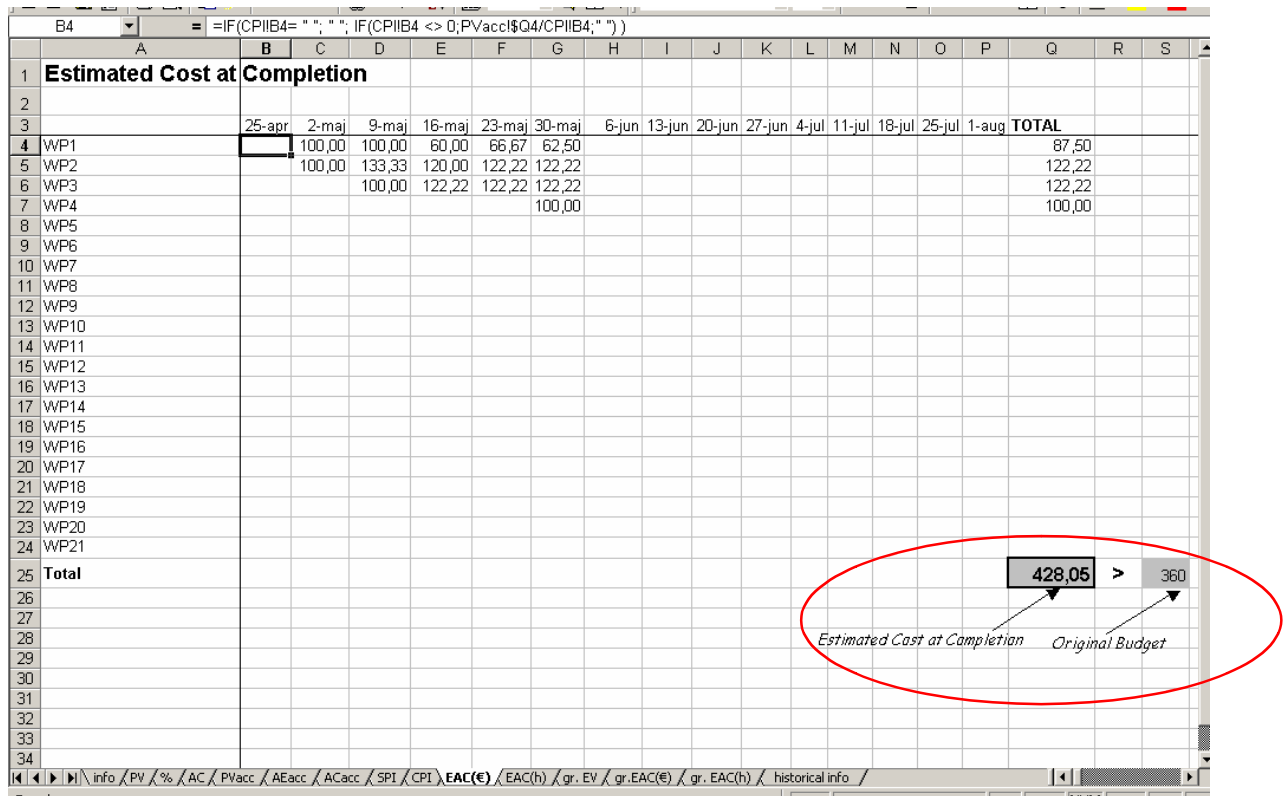 B4 = =IF(CPI!B4= " "; " "; IF(CPI!B4 <> 0;PVacc!$Q4/CPI!B4;" ") )
A B C D E F G H I J K L M N O P Q R S
1 Estimated Cost at Completion
2
3 25-apr 2-maj 9-maj 16-maj 23-maj 30-maj 6-jun 13-jun 20-jun 27-jun 4-jul 11-jul 18-jul 25-jul 1-aug TOTAL
4 WP1 100,00 100,00 60,00 66,67 62,50 87,50
5 WP2 100,00 133,33 120,00 122,22 122,22 122,22
6 WP3 100,00 122,22 122,22 122,22 122,22
7 WP4 100,00 100,00
8 WP5
9 WP6
10 WP7
11 WP8
12 WP9
13 WP10
14 WP11
15 WP12
16 WP13
17 WP14
18 WP15
19 WP16
20 WP17
21 WP18
22 WP19
23 WP20
24 WP21
25 Total 428,05 > 360
26
27
28 Estimated Cost at Completion Original Budget
29
30
31
32
33
34
info PV % AC PVacc AEacc ACacc SPI CPI EAC(€) EAC(h) gr. EV gr.EAC(€) gr. EAC(h) historical info